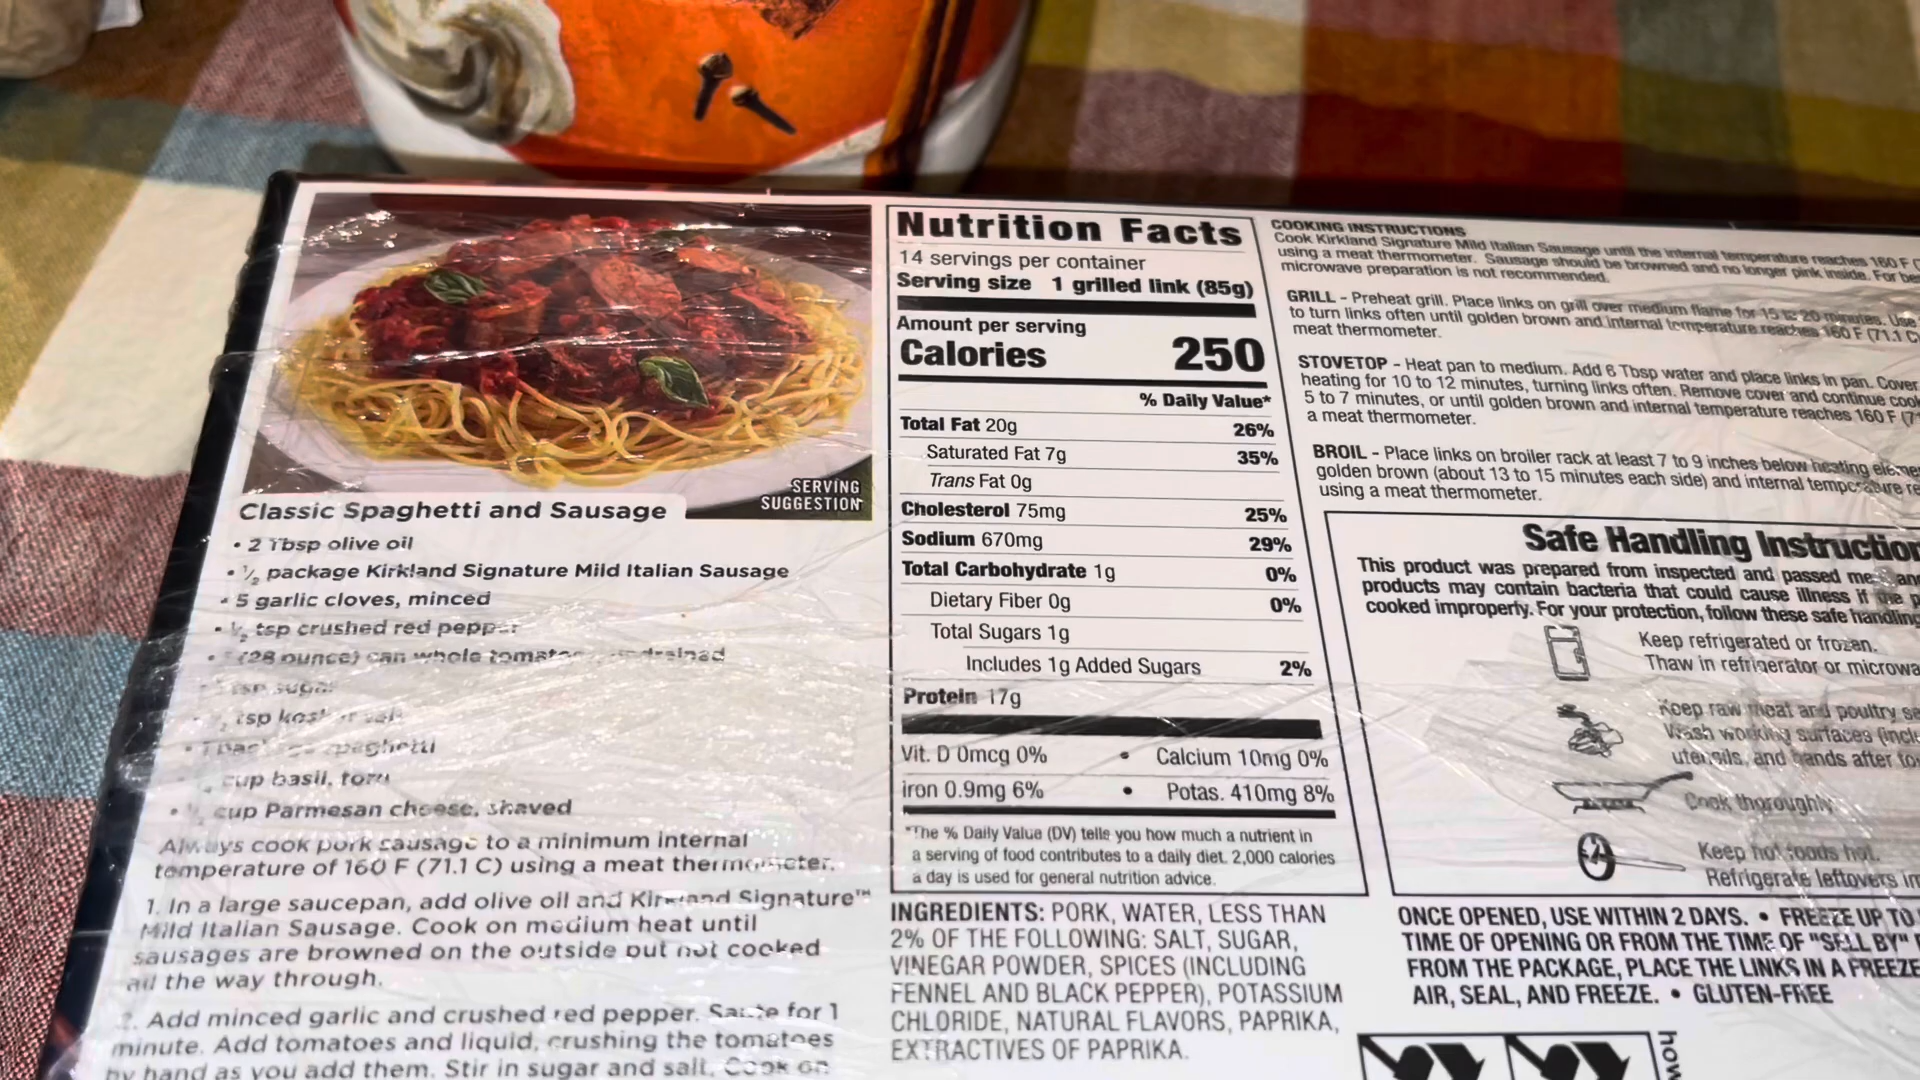 SERVING
SUGGESTION
Classic Spaghetti and Sausage
• 2 Tbsp olive oil
• ½ package Kirkland Signature Mild Italian Sausage
• 5 garlic cloves, minced
• ½ tsp crushed red pepper
• (28 ounce) can whole
tsp sugar
tsp
spaghetti
cup basil, torn
• cup Parmesan cheese, shaved
Always cook pork sausage to a minimum internal
temperature of 160 F (71.1 C) using a meat thermometer.
1. In a large saucepan, add olive oil and Kirkland Signature™
Mild Italian Sausage. Cook on medium heat until
sausages are browned on the outside but not cooked
all the way through.
2. Add minced garlic and crushed red pepper. Saute for 1
minute. Add tomatoes and liquid, crushing the tomatoes
by hand as you add them. Stir in sugar and salt. Cook on
Nutrition Facts
14 servings per container
Serving size 1 grilled link (85g)
Amount per serving
Calories 250
% Daily Value*
Total Fat 20g 26%
Saturated Fat 7g 35%
Trans Fat 0g
Cholesterol 75mg 25%
Sodium 670mg 29%
Total Carbohydrate 1g 0%
Dietary Fiber 0g 0%
Total Sugars 1g
Includes 1g Added Sugars 2%
Protein 17g
Vit. D 0mcg 0% • Calcium 10mg 0%
Iron 0.9mg 6% • Potas. 410mg 8%
*The % Daily Value (DV) tells you how much a nutrient in
a serving of food contributes to a daily diet. 2,000 calories
a day is used for general nutrition advice.
INGREDIENTS: PORK, WATER, LESS THAN
2% OF THE FOLLOWING: SALT, SUGAR,
VINEGAR POWDER, SPICES (INCLUDING
FENNEL AND BLACK PEPPER), POTASSIUM
CHLORIDE, NATURAL FLAVORS, PAPRIKA,
EXTRACTIVES OF PAPRIKA.
COOKING INSTRUCTIONS
Cook Kirkland Signature Mild Italian Sausage until the internal temperature reaches 160 F
using a meat thermometer. Sausage should be browned and no longer pink inside. For
microwave preparation is not recommended.
GRILL - Preheat grill. Place links on grill over medium flame for 15 to 20 minutes. Use
to turn links often until golden brown and internal temperature reaches 160 F (71.1 C
meat thermometer.
STOVETOP - Heat pan to medium. Add 6 Tbsp water and place links in pan. Cover
heating for 10 to 12 minutes, turning links often. Remove cover and continue
5 to 7 minutes, or until golden brown and internal temperature reaches 160 F
a meat thermometer.
BROIL - Place links on broiler rack at least 7 to 9 inches below heating
golden brown (about 13 to 15 minutes each side) and internal temperature
using a meat thermometer.
Safe Handling Instruction
This product was prepared from inspected and passed
products may contain bacteria that could cause illness if the
cooked improperly. For your protection, follow these safe handling
Keep refrigerated or frozen.
Thaw in refrigerator or
Keep raw meat and poultry
Wash working surfaces
utensils, and hands after
Cook thoroughly
Keep hot foods hot.
Refrigerate leftovers
ONCE OPENED, USE WITHIN 2 DAYS. • FREEZE UP TO
TIME OF OPENING OR FROM THE TIME OF "SELL BY"
FROM THE PACKAGE, PLACE THE LINKS IN A
AIR, SEAL, AND FREEZE. • GLUTEN-FREE
how